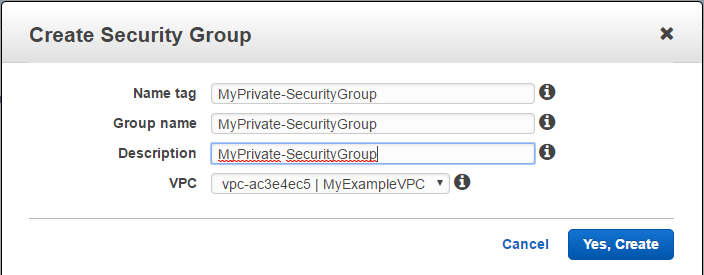 Create Security Group
Name tag MyPrivate-SecurityGroup
Group name MyPrivate-SecurityGroup
Description MyPrivate-SecurityGroup
VPC vpc-ac3e4ec5 | MyExampleVPC
Cancel Yes, Create